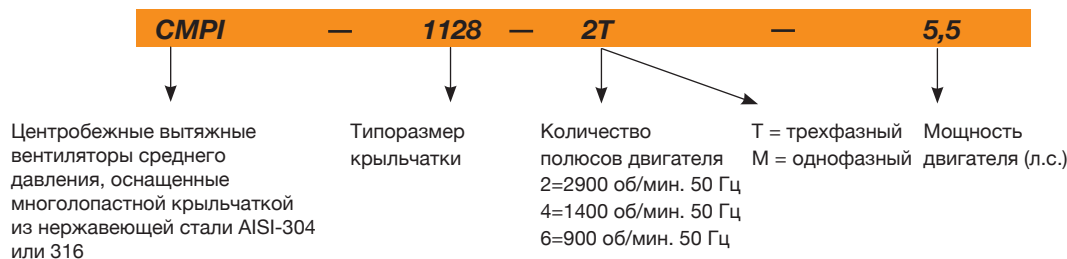 CMPI — 1128 — 2T — 5,5
Центробежные вытяжные
вентиляторы среднего
давления, оснащенные
многолопастной крыльчаткой
из нержавеющей стали AISI-304
или 316
Типоразмер
крыльчатки
Количество
полюсов двигателя
2=2900 об/мин. 50 Гц
4=1400 об/мин. 50 Гц
6=900 об/мин. 50 Гц
Т = трехфазный
М = однофазный
Мощность
двигателя (л.с.)